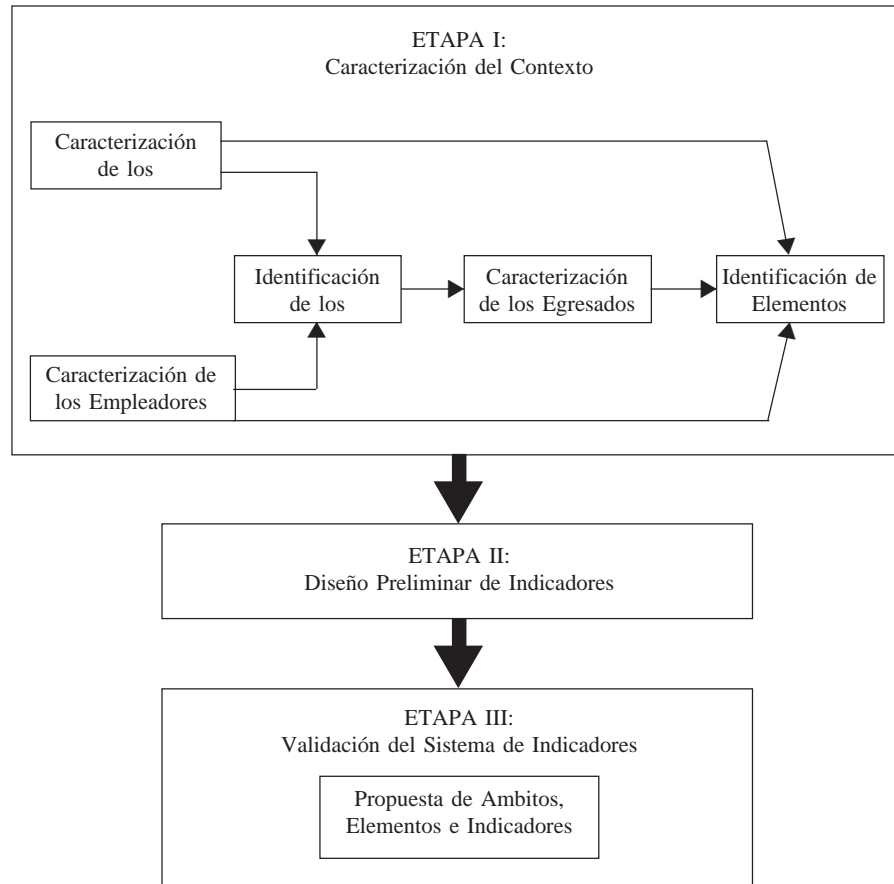 ETAPA I:
Caracterización del Contexto
Caracterización
de los
Identificación
de los
Caracterización
de los Egresados
Identificación de
Elementos
Caracterización de
los Empleadores
ETAPA II:
Diseño Preliminar de Indicadores
ETAPA III:
Validación del Sistema de Indicadores
Propuesta de Ambitos,
Elementos e Indicadores